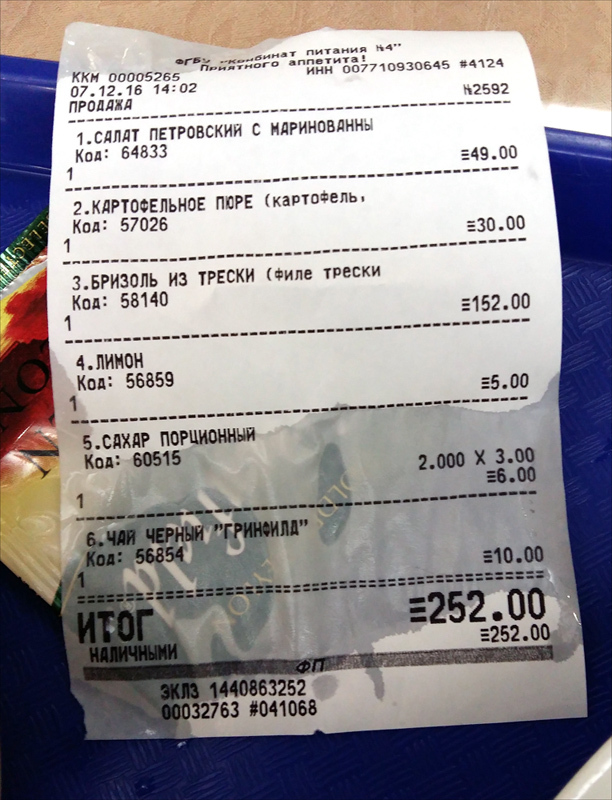 ФГБУ "Комбинат питания №4"
Приятного аппетита!
ККМ 00005265 ИНН 007710930645 #4124
07.12.16 14:02 №2592
ПРОДАЖА
1.САЛАТ ПЕТРОВСКИЙ С МАРИНОВАННЫ
Код: 64833
≡49.00
1
2.КАРТОФЕЛЬНОЕ ПЮРЕ (картофель,
Код: 57026
≡30.00
1
3.БРИЗОЛЬ ИЗ ТРЕСКИ (филе трески
Код: 58140
≡152.00
1
4.ЛИМОН
Код: 56859
≡5.00
1
5.САХАР ПОРЦИОННЫЙ
Код: 60515
2.000 X 3.00
≡6.00
1
6.ЧАЙ ЧЕРНЫЙ "ГРИНФИЛД"
Код: 56854
≡10.00
1
ИТОГ ≡252.00
НАЛИЧНЫМИ ≡252.00
ФП
ЭКЛЗ 1440863252
00032763 #041068